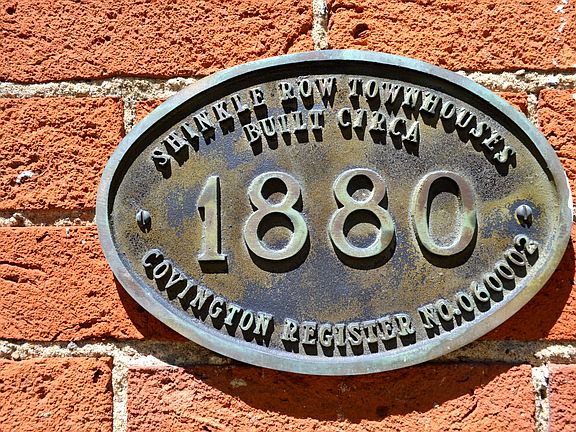 SHINKLE ROW TOWNHOUSES
BUILT CIRCA
1880
COVINGTON REGISTER NO.060002